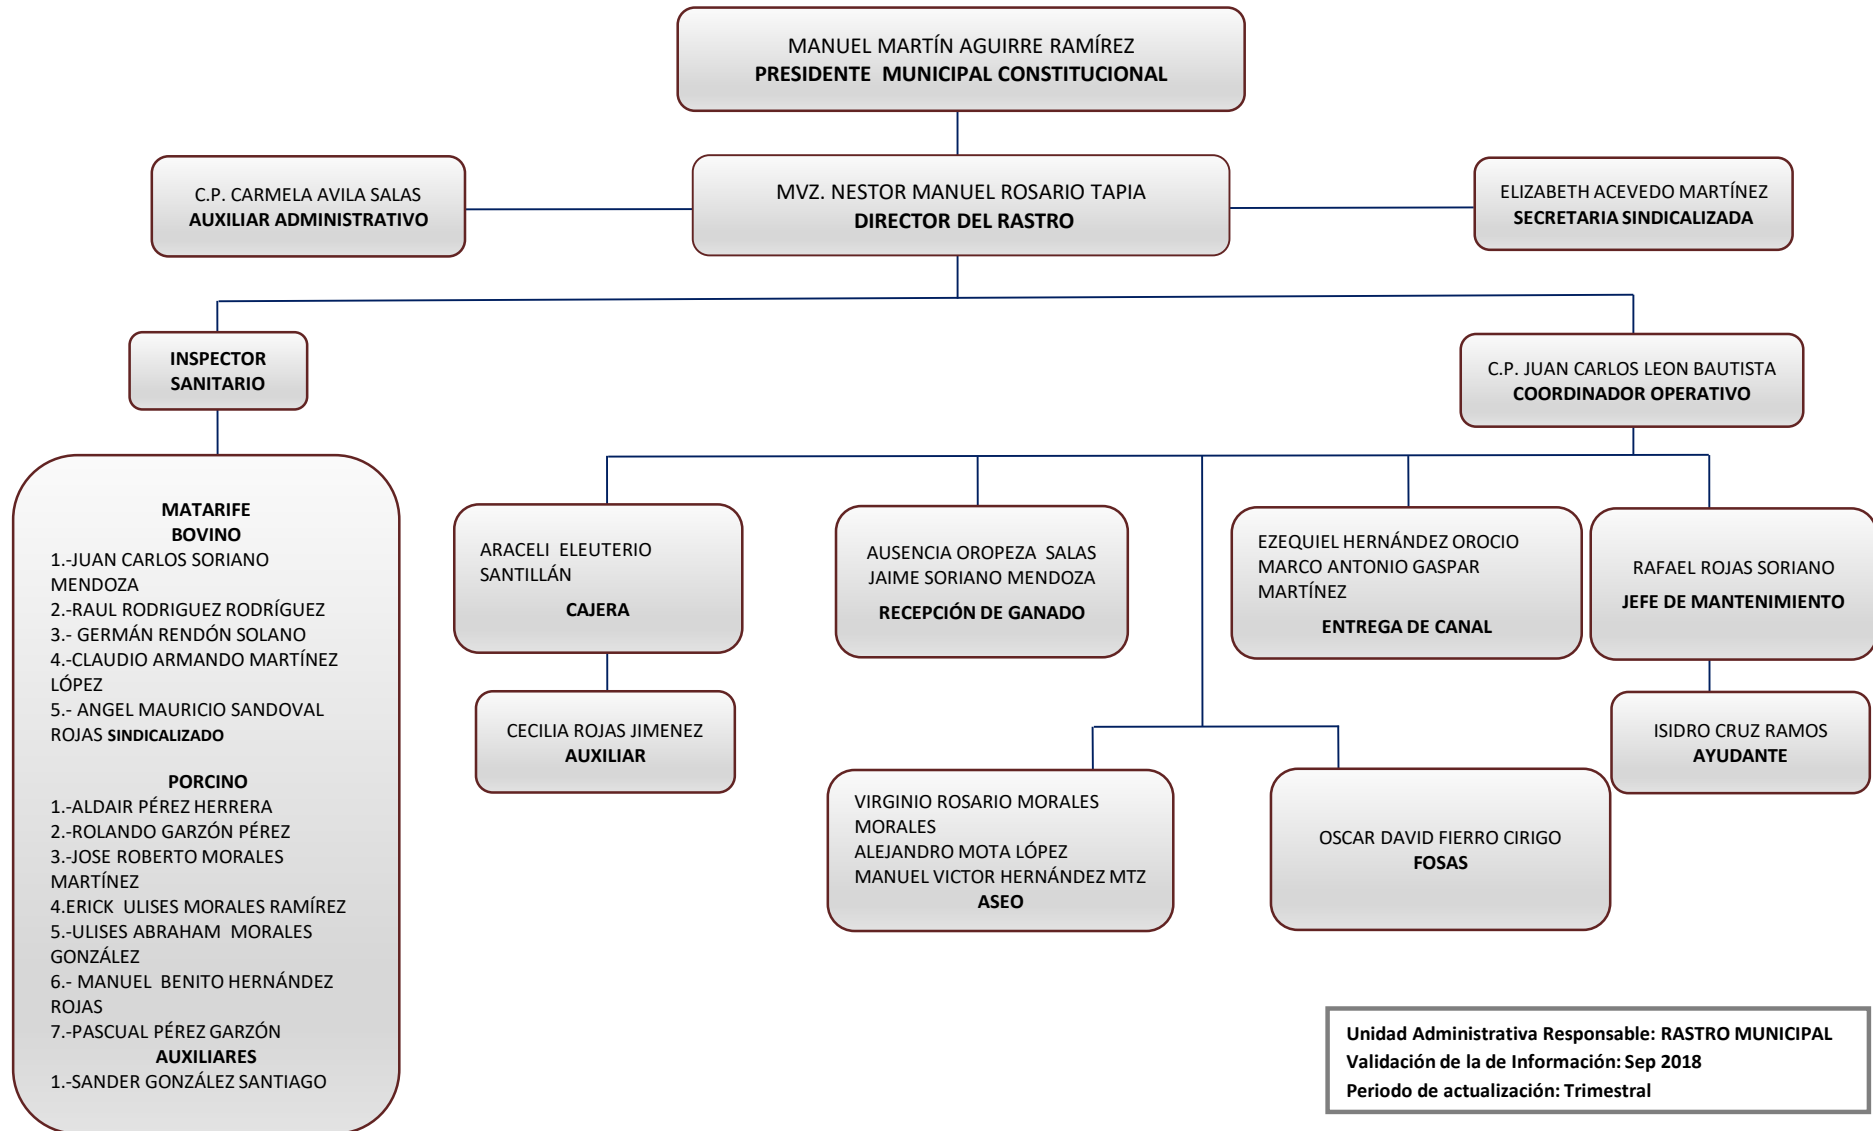 MANUEL MARTÍN AGUIRRE RAMÍREZ
PRESIDENTE MUNICIPAL CONSTITUCIONAL
C.P. CARMELA AVILA SALAS
AUXILIAR ADMINISTRATIVO
MVZ. NESTOR MANUEL ROSARIO TAPIA
DIRECTOR DEL RASTRO
ELIZABETH ACEVEDO MARTÍNEZ
SECRETARIA SINDICALIZADA
INSPECTOR
SANITARIO
C.P. JUAN CARLOS LEON BAUTISTA
COORDINADOR OPERATIVO
MATARIFE
BOVINO
1.-JUAN CARLOS SORIANO
MENDOZA
2.-RAUL RODRIGUEZ RODRÍGUEZ
3.- GERMÁN RENDÓN SOLANO
4.-CLAUDIO ARMANDO MARTÍNEZ
LÓPEZ
5.- ANGEL MAURICIO SANDOVAL
ROJAS SINDICALIZADO
PORCINO
1.-ALDAIR PÉREZ HERRERA
2.-ROLANDO GARZÓN PÉREZ
3.-JOSE ROBERTO MORALES
MARTÍNEZ
4.ERICK ULISES MORALES RAMÍREZ
5.-ULISES ABRAHAM MORALES
GONZÁLEZ
6.- MANUEL BENITO HERNÁNDEZ
ROJAS
7.-PASCUAL PÉREZ GARZÓN
AUXILIARES
1.-SANDER GONZÁLEZ SANTIAGO
ARACELI ELEUTERIO
SANTILLÁN
CAJERA
AUSENCIA OROPEZA SALAS
JAIME SORIANO MENDOZA
RECEPCIÓN DE GANADO
EZEQUIEL HERNÁNDEZ OROCIO
MARCO ANTONIO GASPAR
MARTÍNEZ
ENTREGA DE CANAL
RAFAEL ROJAS SORIANO
JEFE DE MANTENIMIENTO
CECILIA ROJAS JIMENEZ
AUXILIAR
ISIDRO CRUZ RAMOS
AYUDANTE
VIRGINIO ROSARIO MORALES
MORALES
ALEJANDRO MOTA LÓPEZ
MANUEL VICTOR HERNÁNDEZ MTZ
ASEO
OSCAR DAVID FIERRO CIRIGO
FOSAS
Unidad Administrativa Responsable: RASTRO MUNICIPAL
Validación de la de Información: Sep 2018
Periodo de actualización: Trimestral